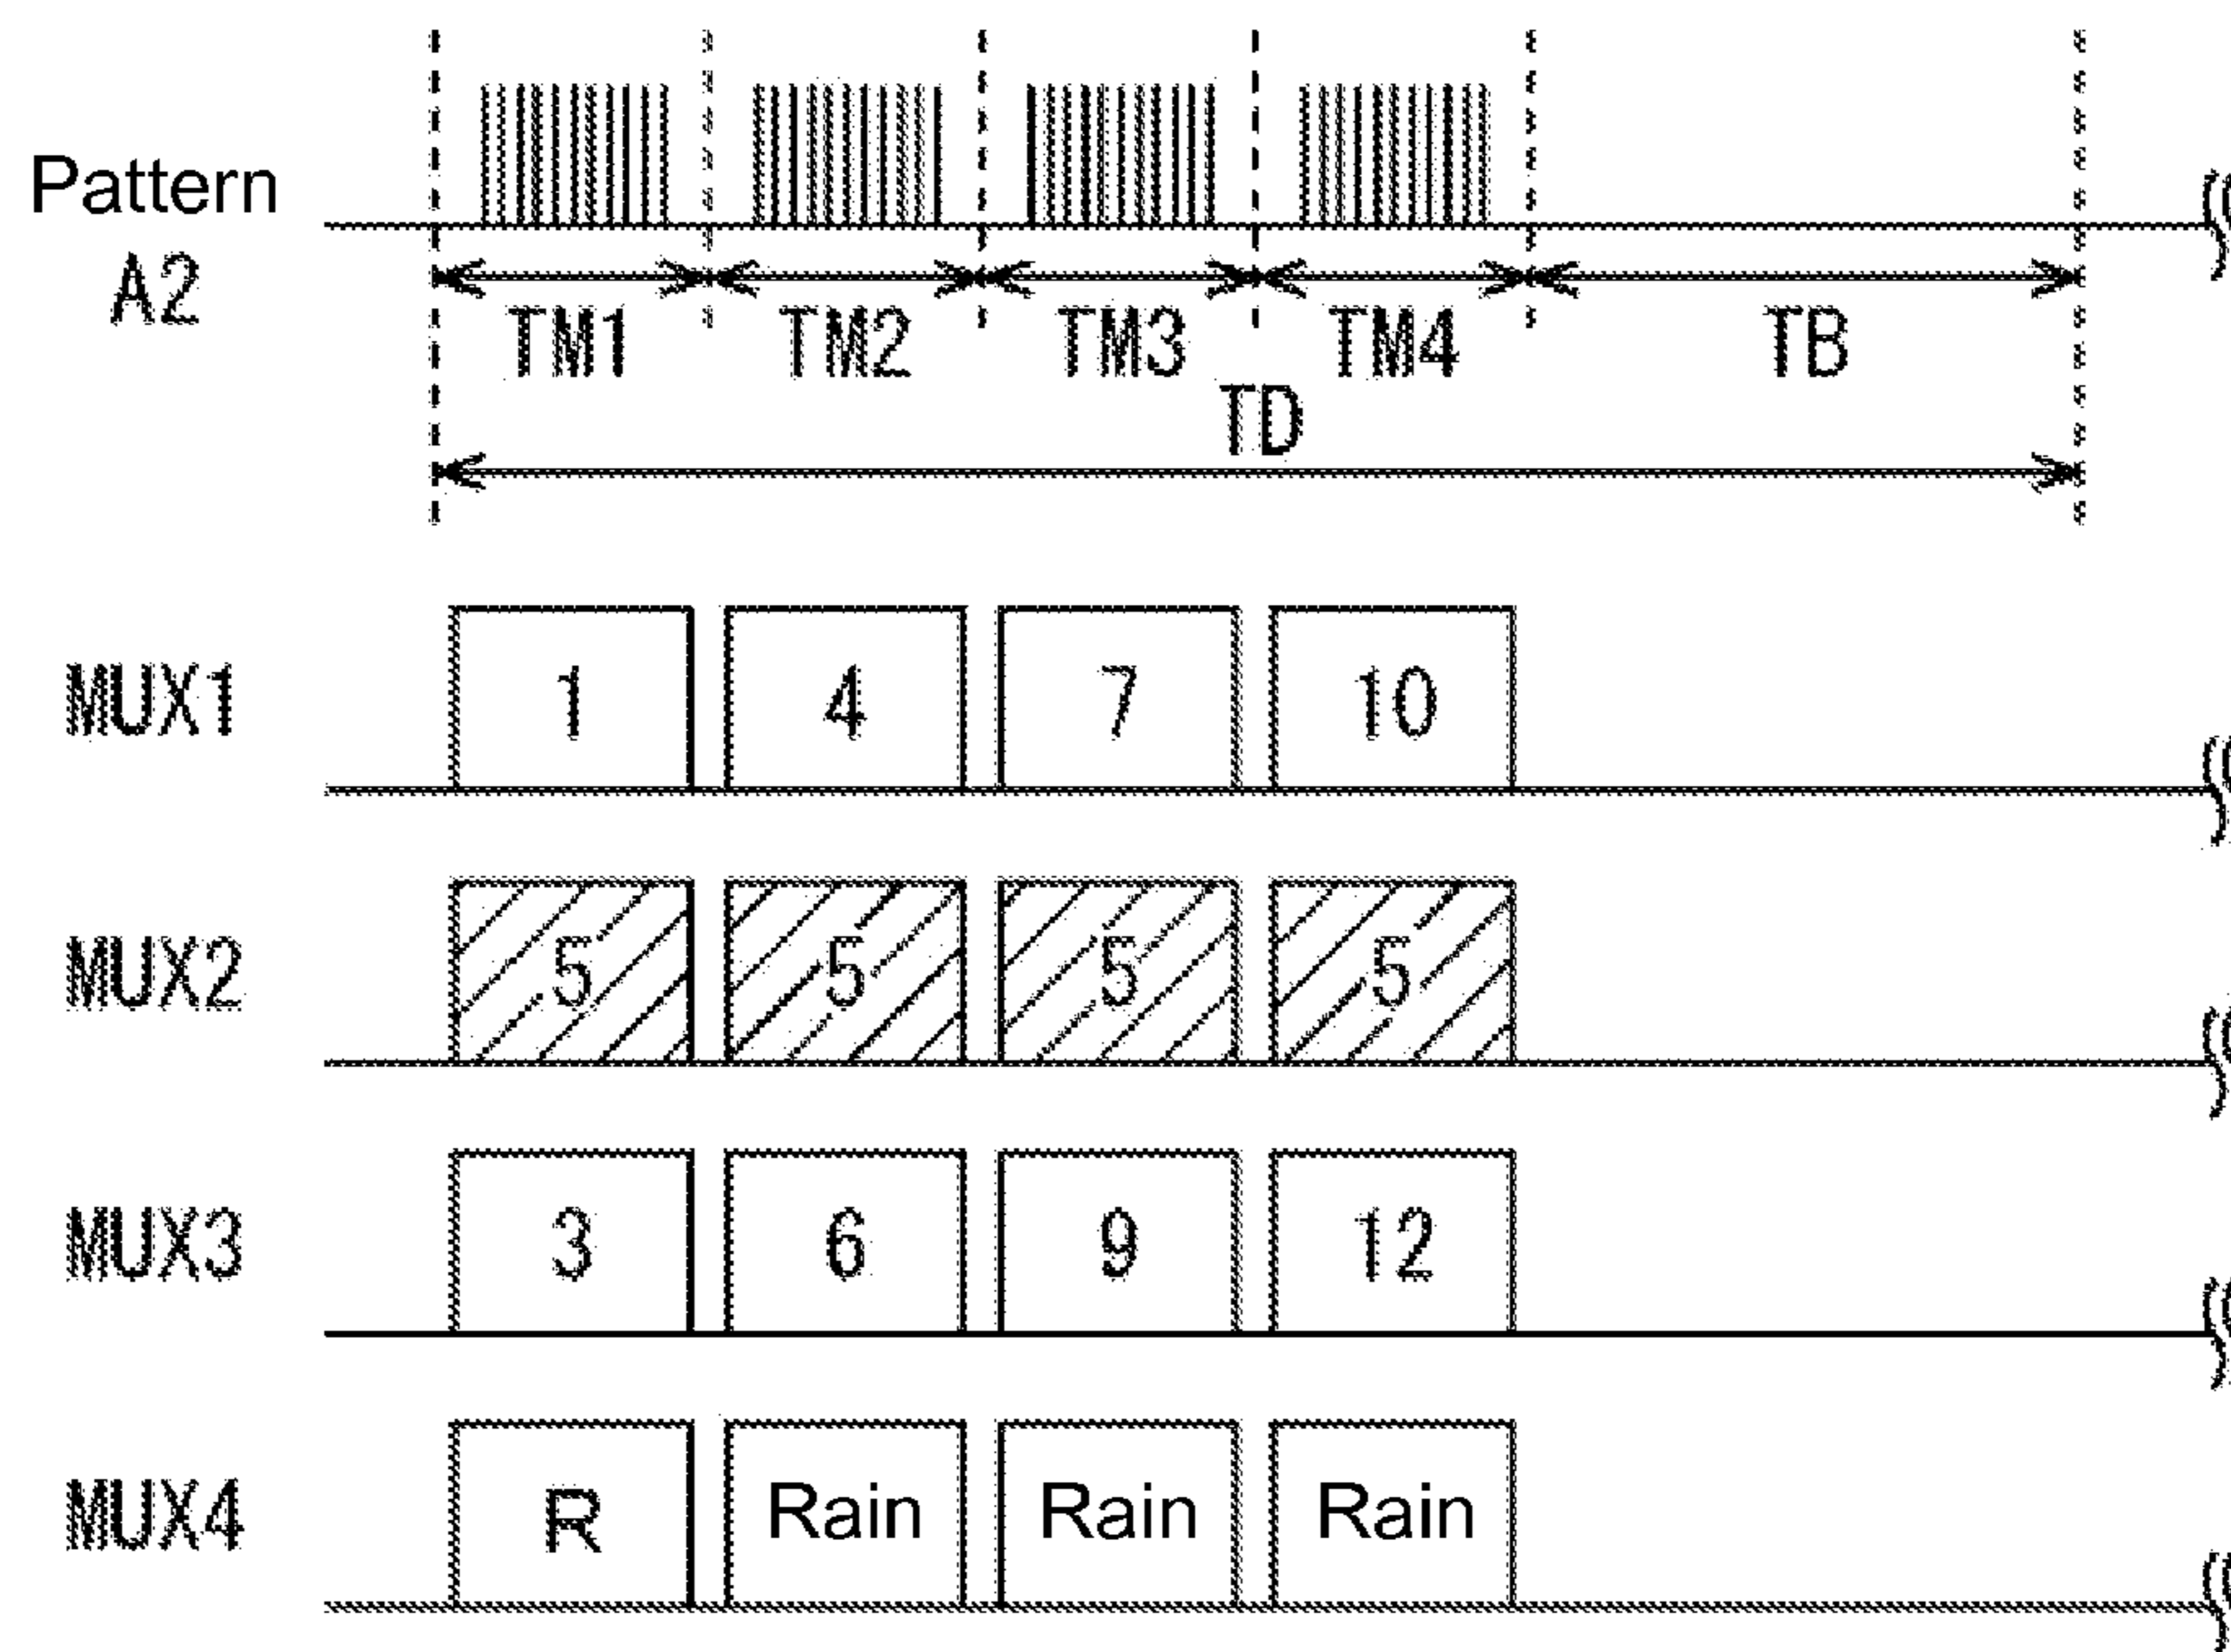 Pattern
A2
TM1 TM2 TM3 TM4 TB
TD
MUX1 1 4 7 10
MUX2 5 5 5 5
MUX3 3 6 9 12
MUX4 R Rain Rain Rain